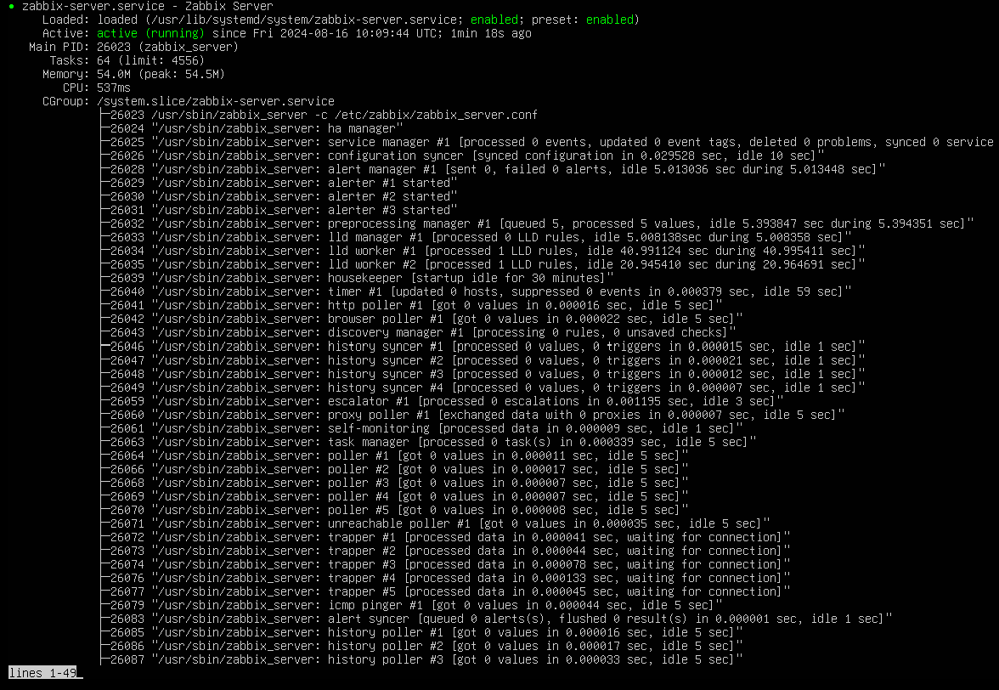 ● zabbix-server.service - Zabbix Server
Loaded: loaded (/usr/lib/systemd/system/zabbix-server.service; enabled; preset: enabled)
Active: active (running) since Fri 2024-08-16 10:09:44 UTC; 1min 18s ago
Main PID: 26023 (zabbix_server)
Tasks: 64 (limit: 4556)
Memory: 54.0M (peak: 54.5M)
CPU: 537ms
CGroup: /system.slice/zabbix-server.service
├─26023 /usr/sbin/zabbix_server -c /etc/zabbix/zabbix_server.conf
├─26024 "/usr/sbin/zabbix_server: ha manager"
├─26025 "/usr/sbin/zabbix_server: service manager #1 [processed 0 events, updated 0 event tags, deleted 0 problems, synced 0 service
├─26026 "/usr/sbin/zabbix_server: configuration syncer [synced configuration in 0.029528 sec, idle 10 sec]"
├─26028 "/usr/sbin/zabbix_server: alert manager #1 [sent 0, failed 0 alerts, idle 5.013036 sec during 5.013448 sec]"
├─26029 "/usr/sbin/zabbix_server: alerter #1 started"
├─26030 "/usr/sbin/zabbix_server: alerter #2 started"
├─26031 "/usr/sbin/zabbix_server: alerter #3 started"
├─26032 "/usr/sbin/zabbix_server: preprocessing manager #1 [queued 5, processed 5 values, idle 5.393847 sec during 5.394351 sec]"
├─26033 "/usr/sbin/zabbix_server: lld manager #1 [processed 0 LLD rules, idle 5.008138sec during 5.008358 sec]
├─26034 "/usr/sbin/zabbix_server: lld worker #1 [processed 1 LLD rules, idle 40.991124 sec during 40.995411 sec]"
├─26035 "/usr/sbin/zabbix_server: lld worker #2 [processed 1 LLD rules, idle 20.945410 sec during 20.964691 sec]"
├─26039 "/usr/sbin/zabbix_server: housekeeper [startup idle for 30 minutes]"
├─26040 "/usr/sbin/zabbix_server: timer #1 [updated 0 hosts, suppressed 0 events in 0.000379 sec, idle 59 sec]"
├─26041 "/usr/sbin/zabbix_server: http poller #1 [got 0 values in 0.000016 sec, idle 5 sec]"
├─26042 "/usr/sbin/zabbix_server: browser poller #1 [got 0 values in 0.000022 sec, idle 5 sec]"
├─26043 "/usr/sbin/zabbix_server: discovery manager #1 [processing 0 rules, 0 unsaved checks]
├─26046 "/usr/sbin/zabbix_server: history syncer #1 [processed 0 values, 0 triggers in 0.000015 sec, idle 1 sec]"
├─26047 "/usr/sbin/zabbix_server: history syncer #2 [processed 0 values, 0 triggers in 0.000021 sec, idle 1 sec]"
├─26048 "/usr/sbin/zabbix_server: history syncer #3 [processed 0 values, 0 triggers in 0.000012 sec, idle 1 sec]"
├─26049 "/usr/sbin/zabbix_server: history syncer #4 [processed 0 values, 0 triggers in 0.000007 sec, idle 1 sec]"
├─26059 "/usr/sbin/zabbix_server: escalator #1 [processed 0 escalations in 0.001195 sec, idle 3 sec]"
├─26060 "/usr/sbin/zabbix_server: proxy poller #1 [exchanged data with 0 proxies in 0.000007 sec, idle 5 sec]"
├─26061 "/usr/sbin/zabbix_server: self-monitoring [processed data in 0.000009 sec, idle 1 sec]"
├─26063 "/usr/sbin/zabbix_server: task manager [processed 0 task(s) in 0.000339 sec, idle 5 sec]"
├─26064 "/usr/sbin/zabbix_server: poller #1 [got 0 values in 0.000011 sec, idle 5 sec]"
├─26066 "/usr/sbin/zabbix_server: poller #2 [got 0 values in 0.000017 sec, idle 5 sec]"
├─26068 "/usr/sbin/zabbix_server: poller #3 [got 0 values in 0.000007 sec, idle 5 sec]"
├─26069 "/usr/sbin/zabbix_server: poller #4 [got 0 values in 0.000007 sec, idle 5 sec]"
├─26070 "/usr/sbin/zabbix_server: poller #5 [got 0 values in 0.000008 sec, idle 5 sec]"
├─26071 "/usr/sbin/zabbix_server: unreachable poller #1 [got 0 values in 0.000035 sec, idle 5 sec]"
├─26072 "/usr/sbin/zabbix_server: trapper #1 [processed data in 0.000041 sec, waiting for connection]"
├─26073 "/usr/sbin/zabbix_server: trapper #2 [processed data in 0.000044 sec, waiting for connection]"
├─26074 "/usr/sbin/zabbix_server: trapper #3 [processed data in 0.000078 sec, waiting for connection]"
├─26076 "/usr/sbin/zabbix_server: trapper #4 [processed data in 0.000133 sec, waiting for connection]"
├─26077 "/usr/sbin/zabbix_server: trapper #5 [processed data in 0.000045 sec, waiting for connection]"
├─26079 "/usr/sbin/zabbix_server: icmp pinger #1 [got 0 values in 0.000044 sec, idle 5 sec]"
├─26083 "/usr/sbin/zabbix_server: alert syncer [queued 0 alerts(s), flushed 0 result(s) in 0.000001 sec, idle 1 sec]"
├─26085 "/usr/sbin/zabbix_server: history poller #1 [got 0 values in 0.000016 sec, idle 5 sec]"
├─26086 "/usr/sbin/zabbix_server: history poller #2 [got 0 values in 0.000017 sec, idle 5 sec]"
├─26087 "/usr/sbin/zabbix_server: history poller #3 [got 0 values in 0.000033 sec, idle 5 sec]"
lines 1-49